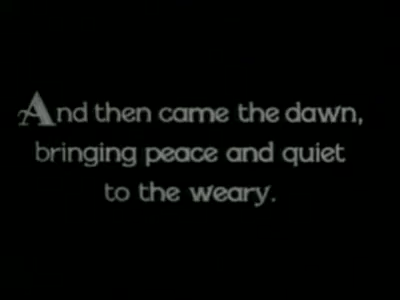 And then came the dawn,
bringing peace and quiet
to the weary.